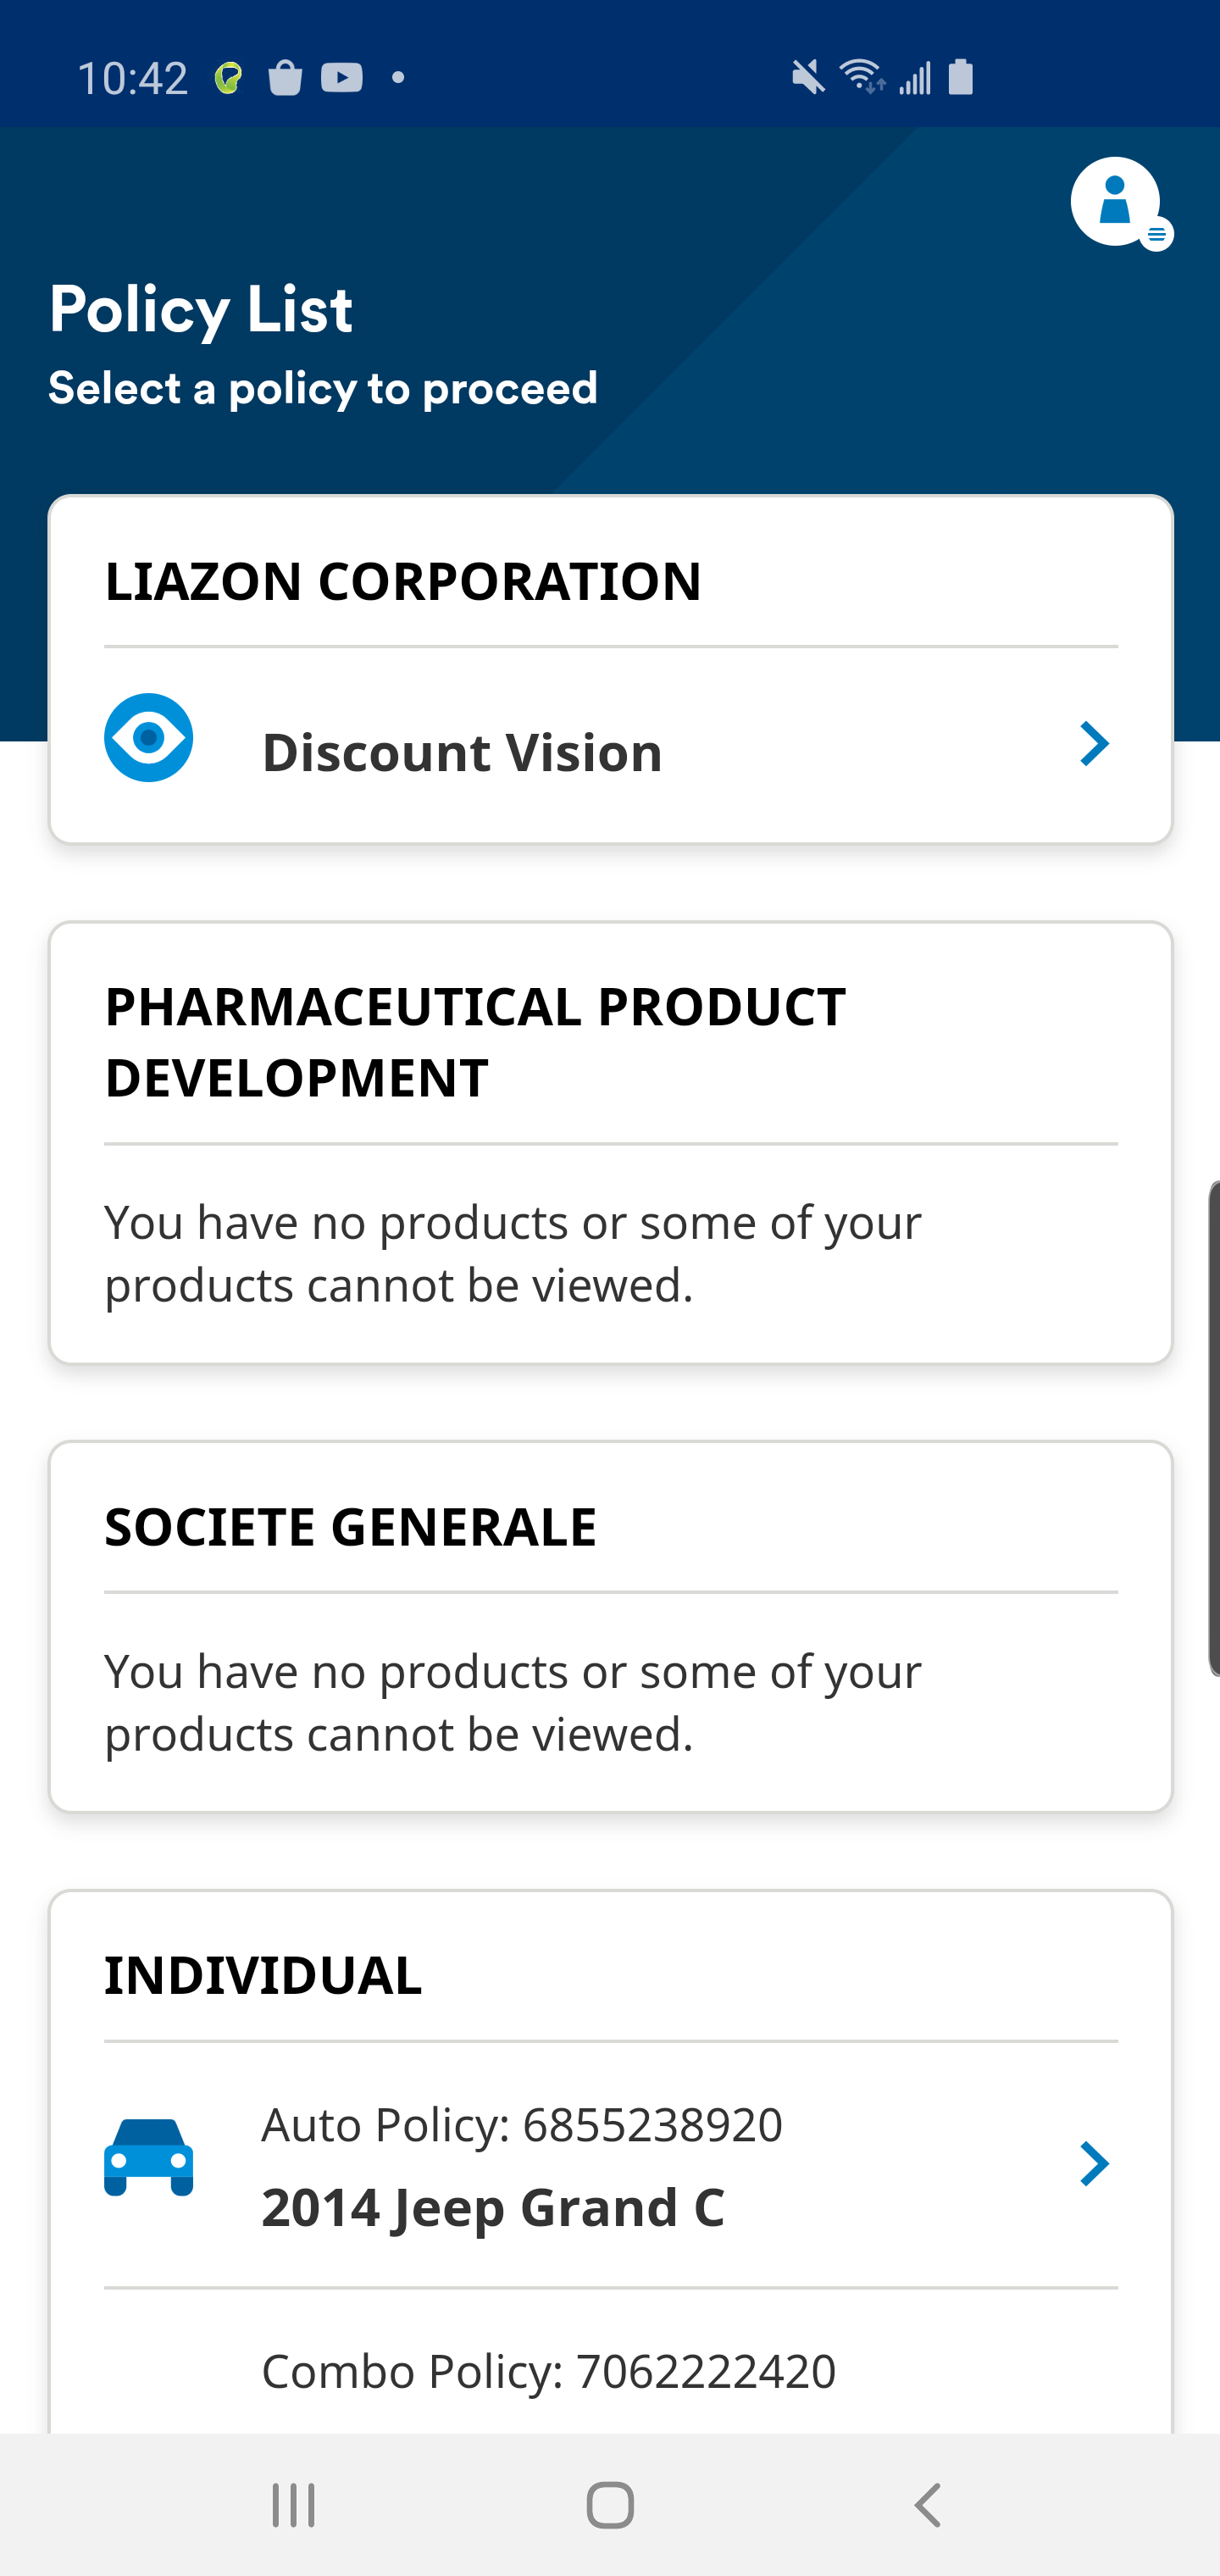 10:42
Policy List
Select a policy to proceed
LIAZON CORPORATION
Discount Vision
PHARMACEUTICAL PRODUCT
DEVELOPMENT
You have no products or some of your
products cannot be viewed.
SOCIETE GENERALE
You have no products or some of your
products cannot be viewed.
INDIVIDUAL
Auto Policy: 6855238920
2014 Jeep Grand C
Combo Policy: 7062222420